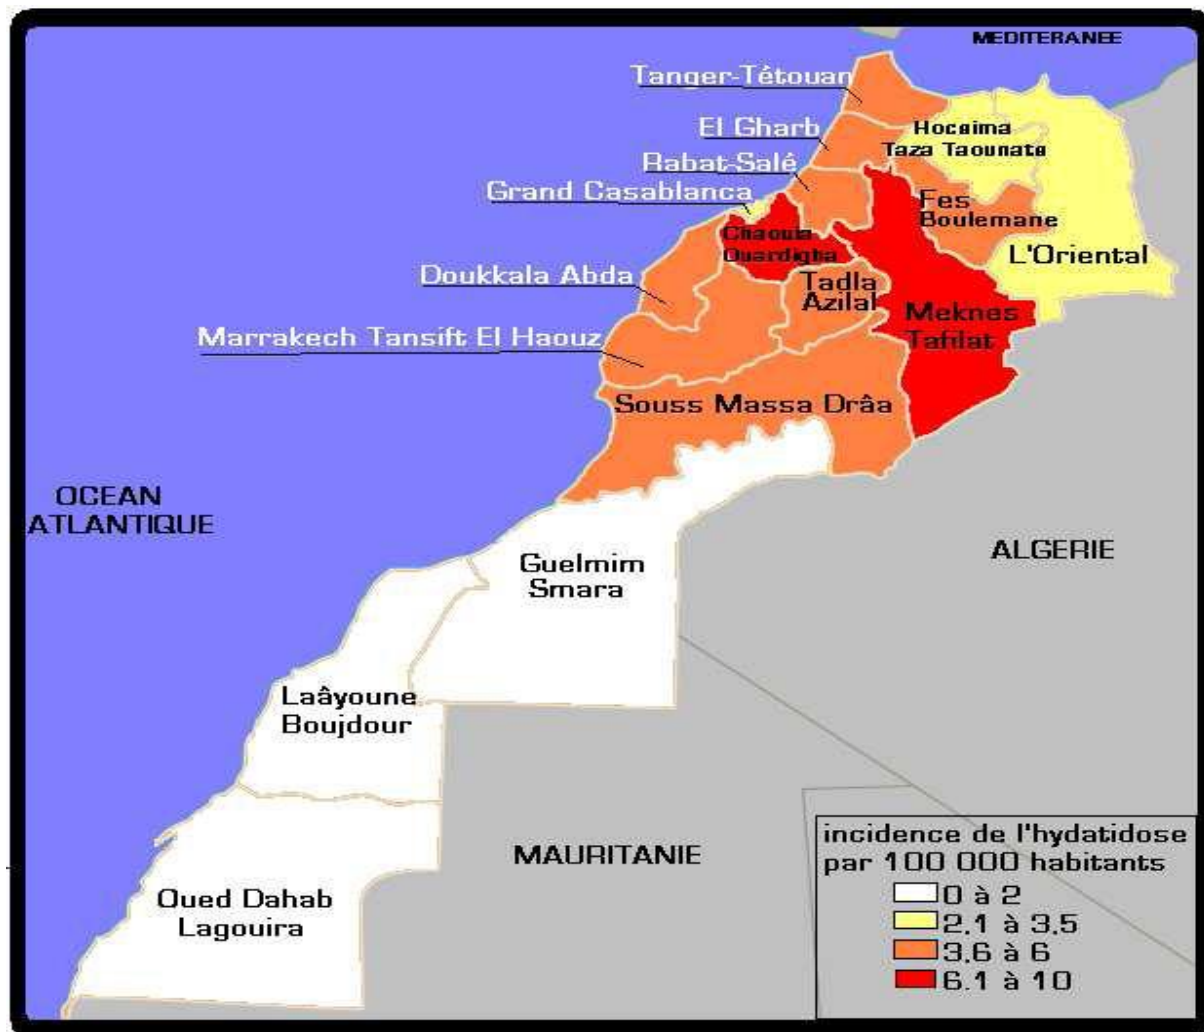 MEDITERANEE
Tanger-Tétouan
El Gharb
Hoceima
Taza Taounate
Rabat-Salé
Grand Casablanca
Fes
Boulemane
Chaouia
Ouardigha
L'Oriental
Doukkala Abda
Tadla
Azilal
Meknes
Tafilat
Marrakech Tansift El Haouz
Souss Massa Drâa
OCEAN
ATLANTIQUE
ALGERIE
Guelmim
Smara
Laâyoune
Boujdour
MAURITANIE
Oued Dahab
Lagouira
incidence de l'hydatidose
par 100 000 habitants
0 à 2
2,1 à 3,5
3,6 à 6
6,1 à 10